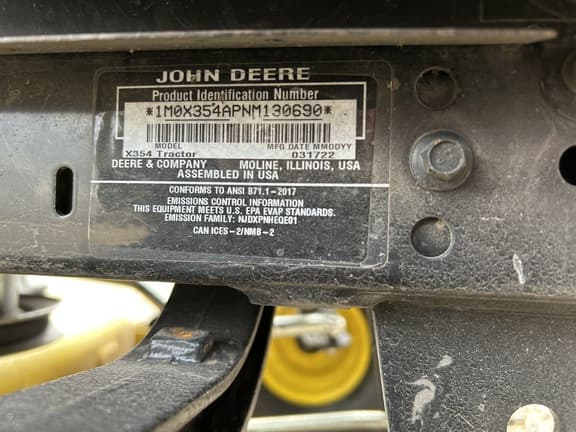 JOHN DEERE
Product Identification Number
*1M0X354APNM130690*
MODEL MFG DATE MMDDYY
X354 Tractor 031722
DEERE & COMPANY MOLINE, ILLINOIS, USA
ASSEMBLED IN USA
CONFORMS TO ANSI B71.1-2017
EMISSIONS CONTROL INFORMATION
THIS EQUIPMENT MEETS U.S. EPA EVAP STANDARDS.
EMISSION FAMILY: NJDXPNHEQE01
CAN ICES-2/NMB-2